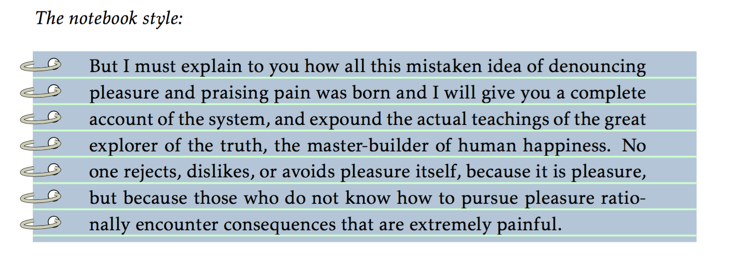 The notebook style:
But I must explain to you how all this mistaken idea of denouncing
pleasure and praising pain was born and I will give you a complete
account of the system, and expound the actual teachings of the great
explorer of the truth, the master-builder of human happiness. No
one rejects, dislikes, or avoids pleasure itself, because it is pleasure,
but because those who do not know how to pursue pleasure ratio-
nally encounter consequences that are extremely painful.